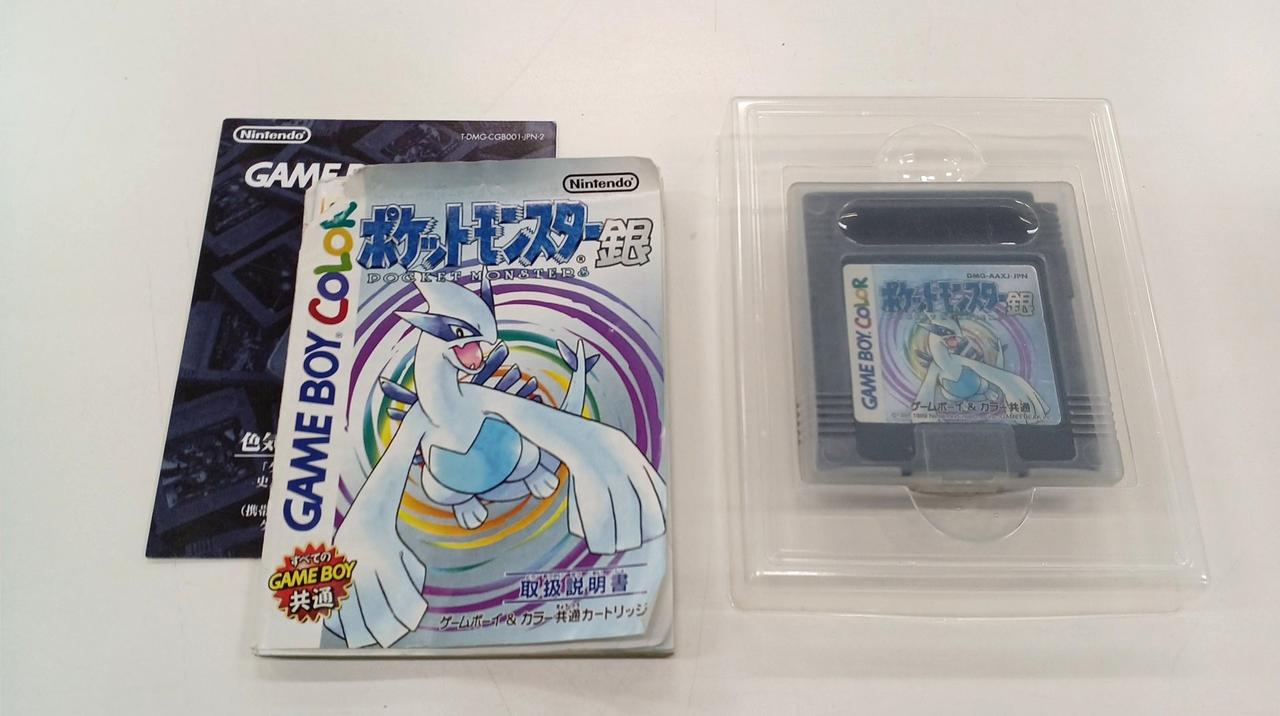 Nintendo
T-DMG-CGB001-JPN-2
GAME B
色気
「
史
(携帯
Nintendo
ポケットモンスター銀
POCKET MONSTERS
GAME BOY COLOR
すべての
GAME BOY
共通
取扱説明書
ゲームボーイ&カラー共通カートリッジ
DMG-AAXJ-JPN
ポケットモンスター銀
GAME BOY COLOR
ゲームボーイ&カラー共通